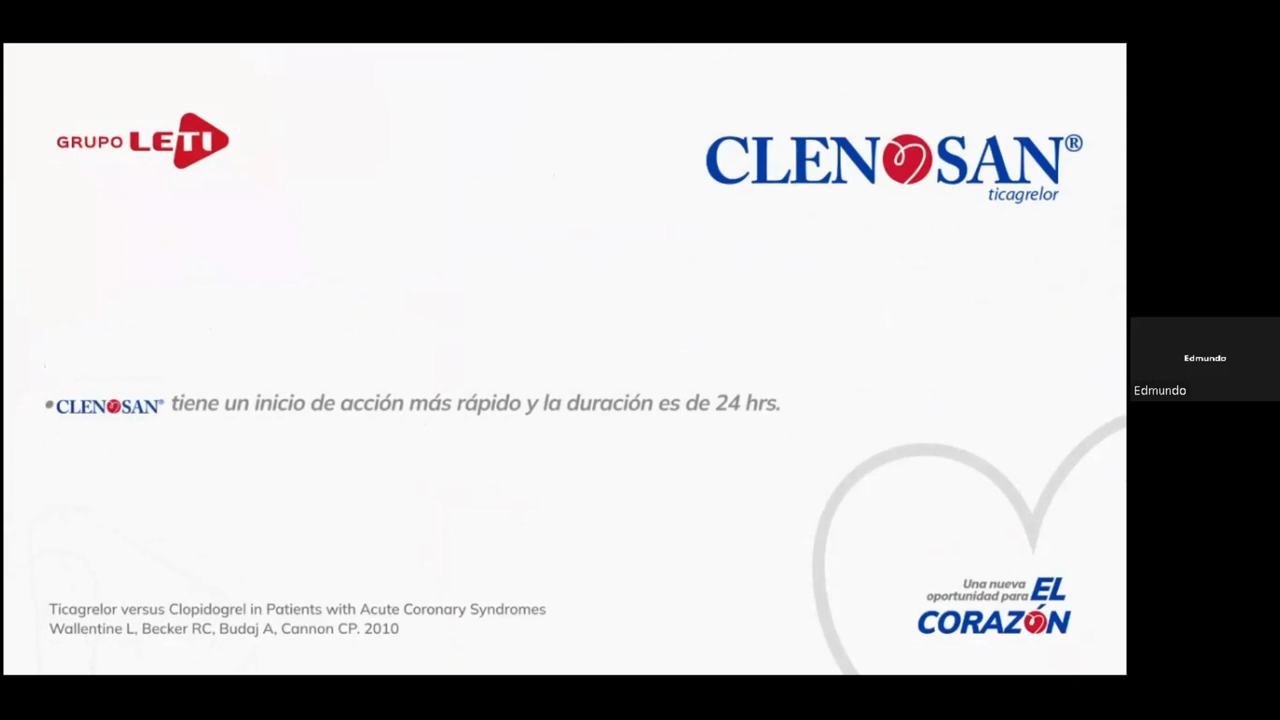 GRUPO LETI
CLENOSAN®
ticagrelor
•CLENOSAN® tiene un inicio de acción más rápido y la duración es de 24 hrs.
Edmundo
Edmundo
Una nueva
oportunidad para EL
CORAZÓN
Ticagrelor versus Clopidogrel in Patients with Acute Coronary Syndromes
Wallentine L, Becker RC, Budaj A, Cannon CP. 2010